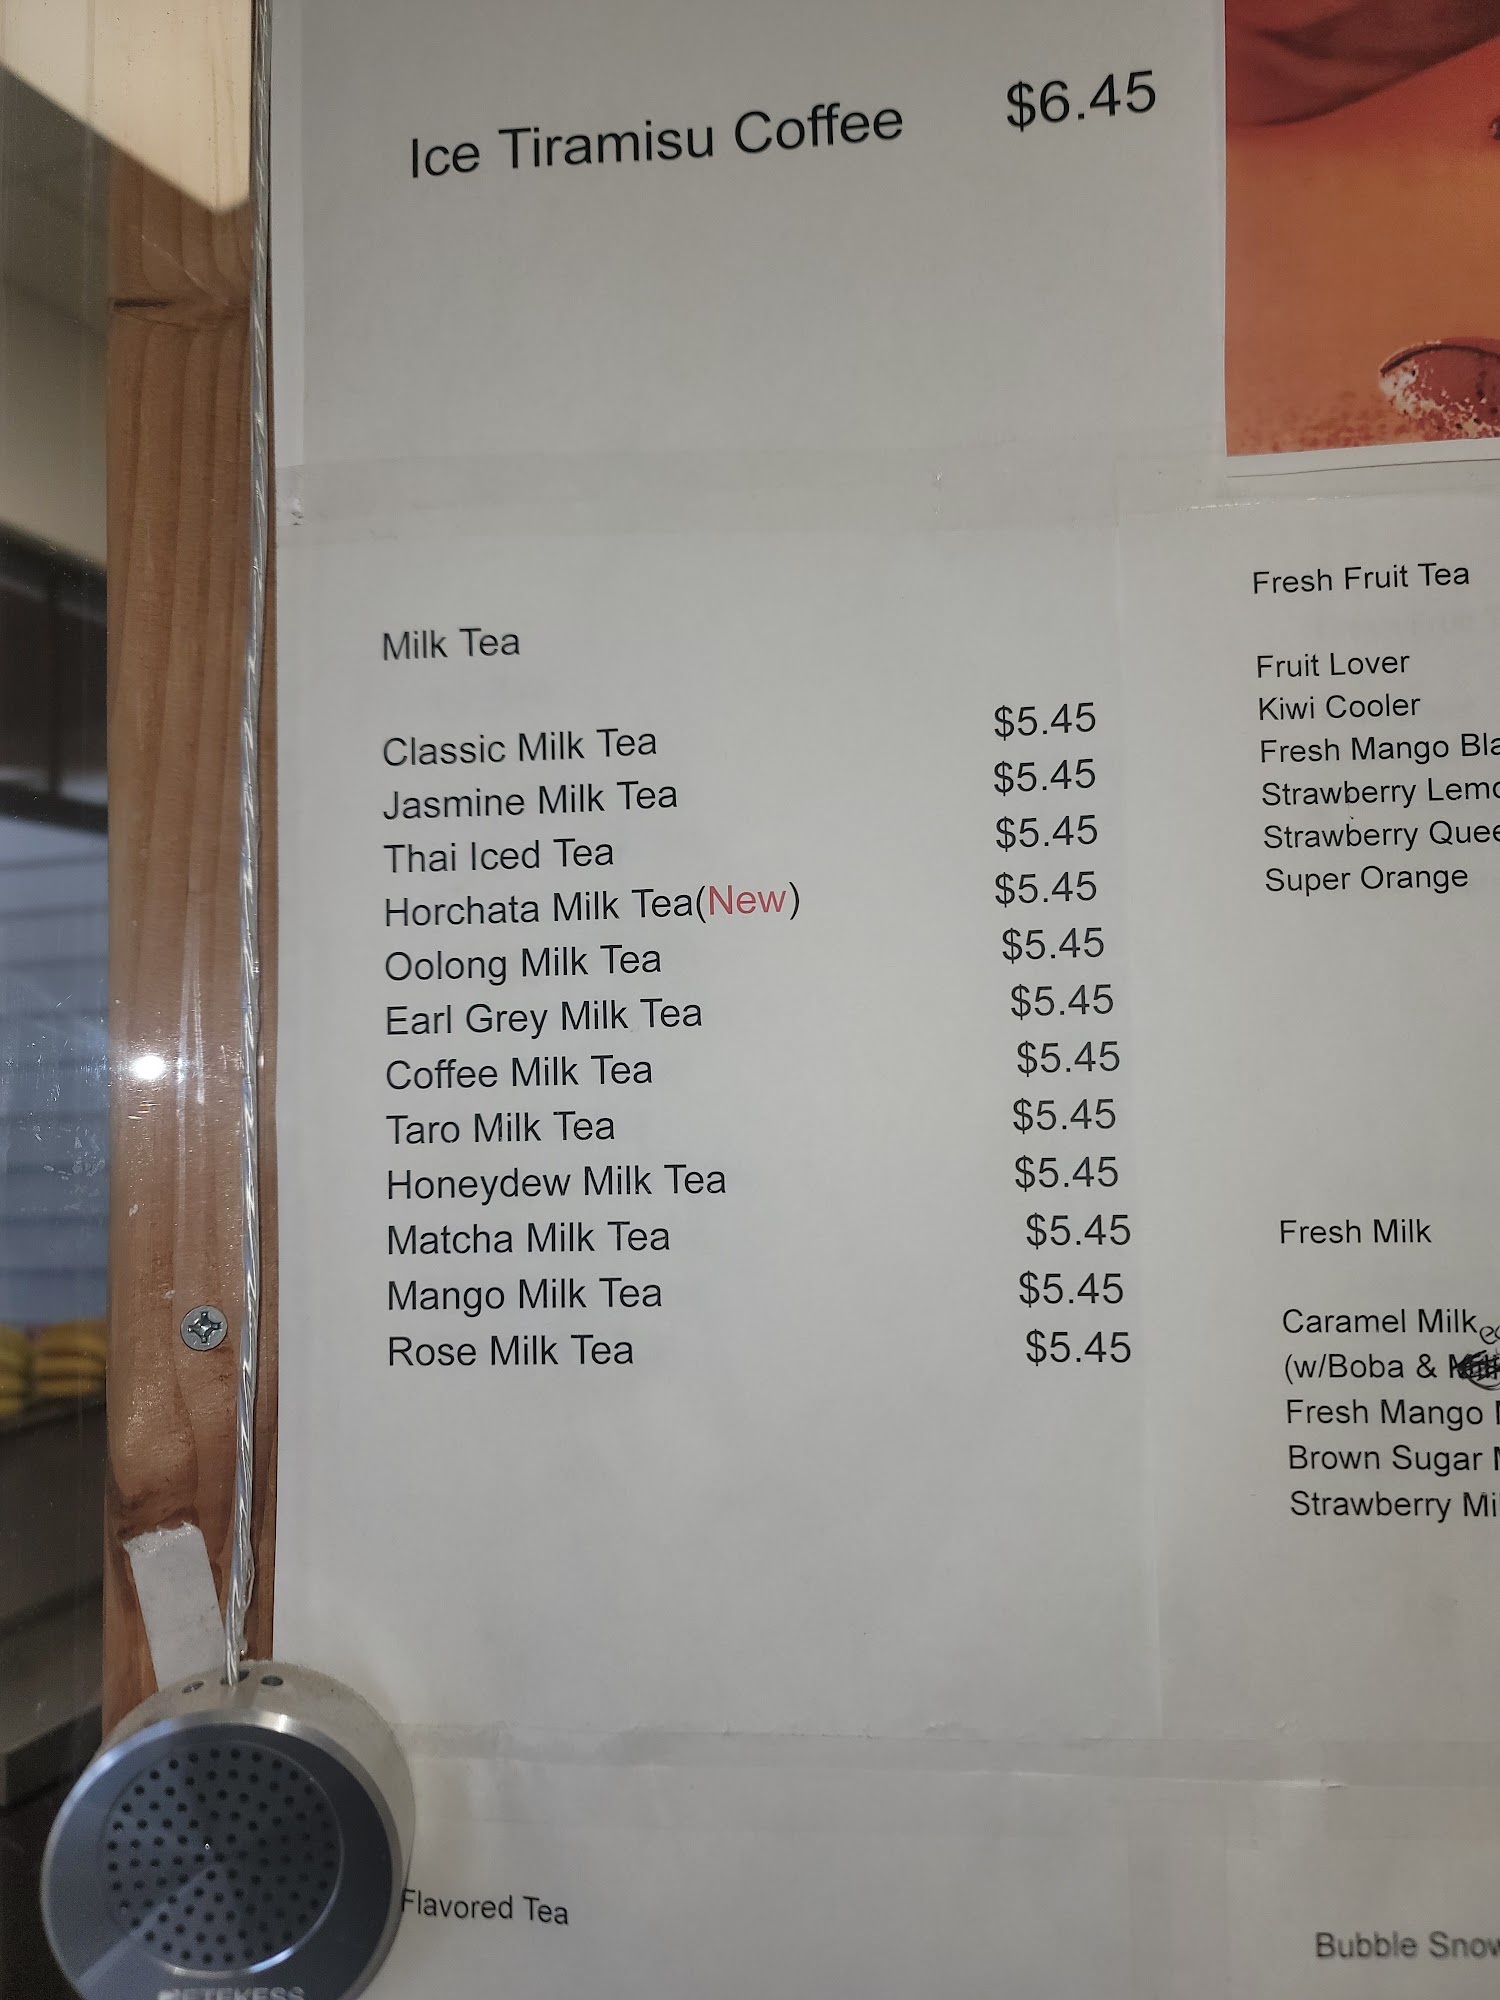 Ice Tiramisu Coffee $6.45
Milk Tea
Classic Milk Tea $5.45
Jasmine Milk Tea $5.45
Thai Iced Tea $5.45
Horchata Milk Tea(New) $5.45
Oolong Milk Tea $5.45
Earl Grey Milk Tea $5.45
Coffee Milk Tea $5.45
Taro Milk Tea $5.45
Honeydew Milk Tea $5.45
Matcha Milk Tea $5.45
Mango Milk Tea $5.45
Rose Milk Tea $5.45
Fresh Fruit Tea
Fruit Lover
Kiwi Cooler
Fresh Mango
Strawberry
Strawberry
Super Orange
Fresh Milk
Caramel Milk
(w/Boba &
Fresh Mango
Brown Sugar
Strawberry
Flavored Tea
Bubble